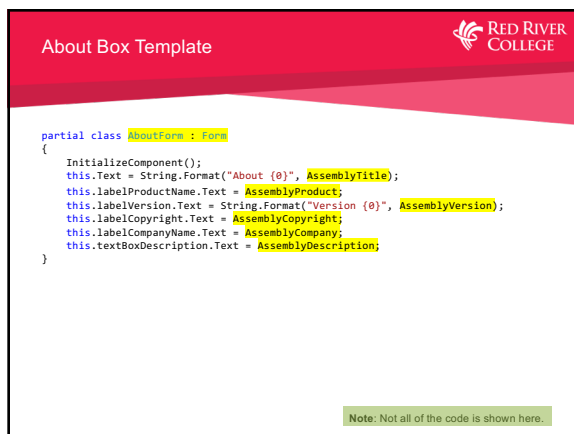 About Box Template
RED RIVER
COLLEGE
partial class AboutForm : Form
{
    InitializeComponent();
    this.Text = String.Format("About {0}", AssemblyTitle);
    this.labelProductName.Text = AssemblyProduct;
    this.labelVersion.Text = String.Format("Version {0}", AssemblyVersion);
    this.labelCopyright.Text = AssemblyCopyright;
    this.labelCompanyName.Text = AssemblyCompany;
    this.textBoxDescription.Text = AssemblyDescription;
}
Note: Not all of the code is shown here.